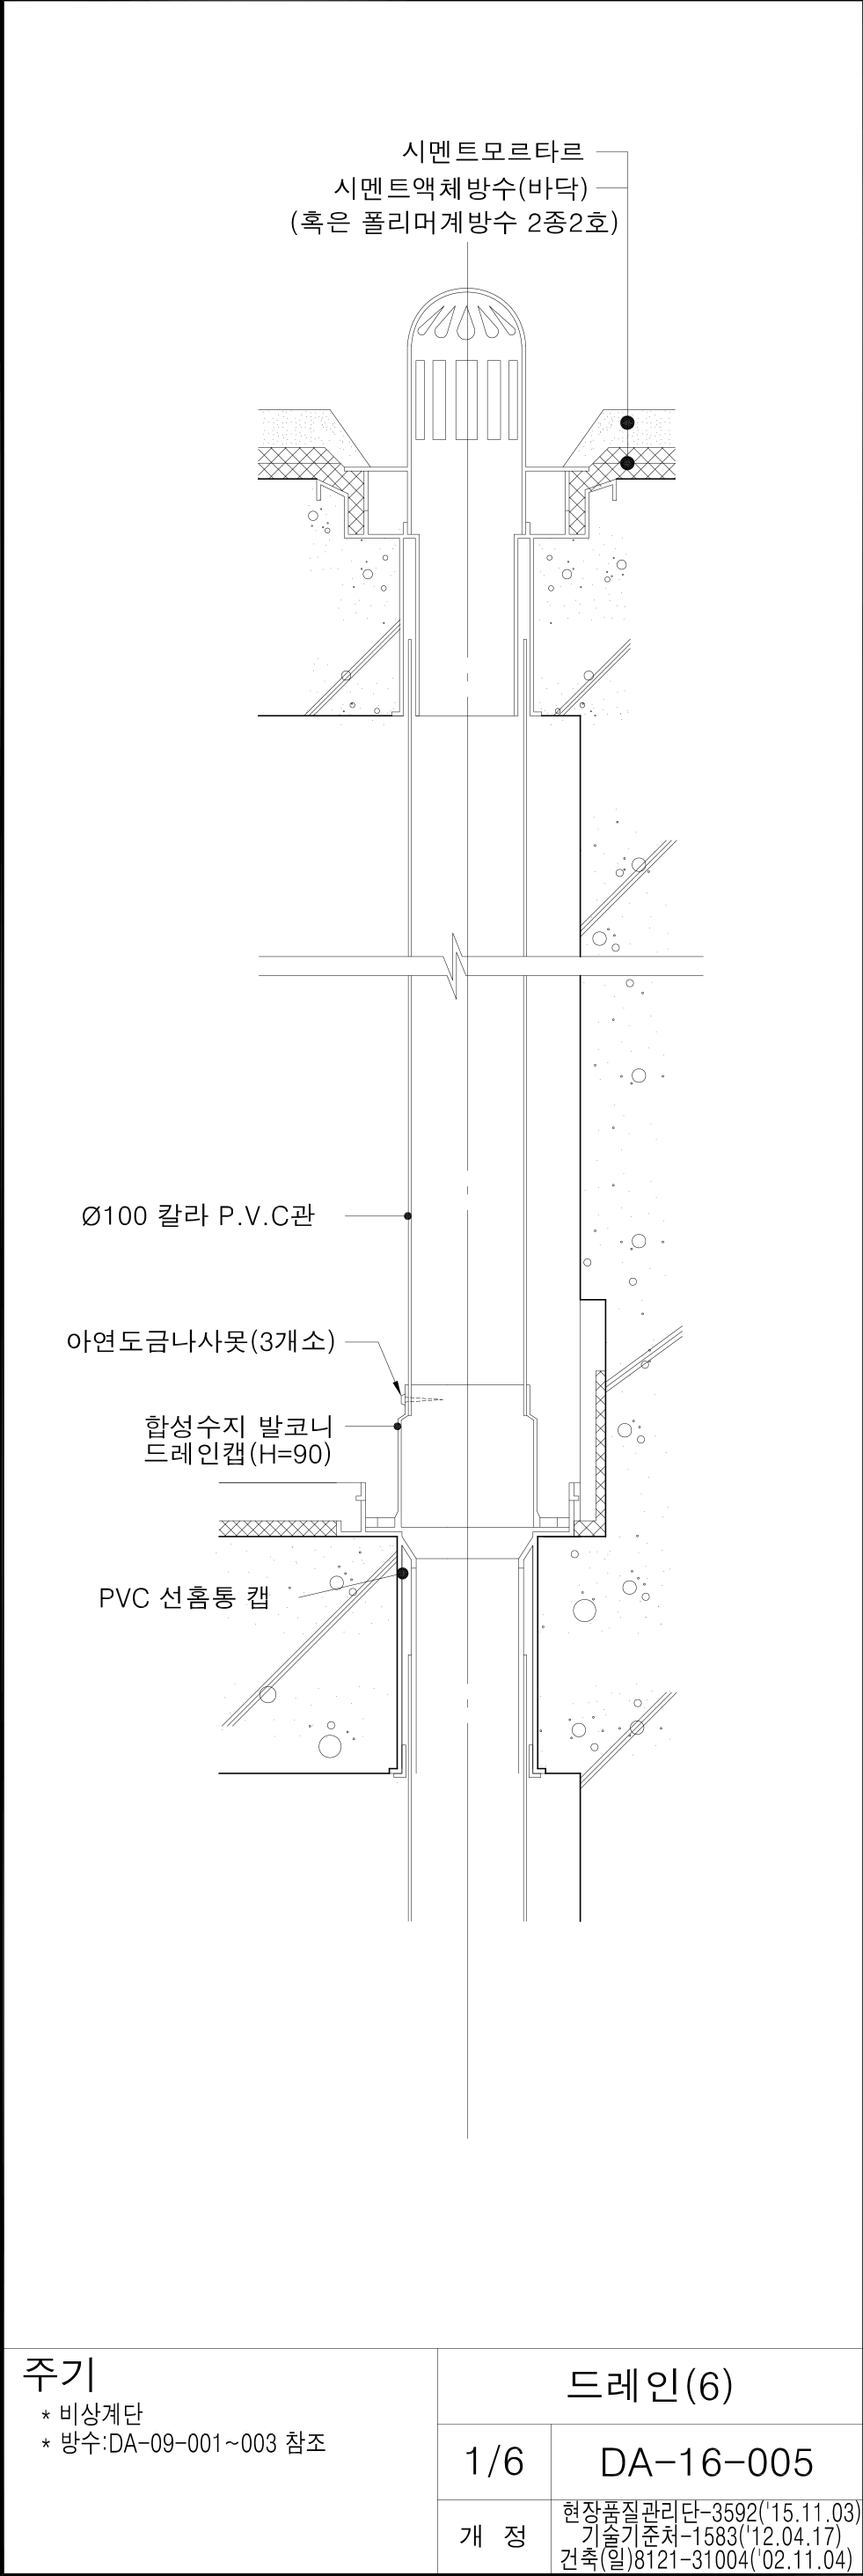 시멘트모르타르
시멘트액체방수(바닥)
(혹은 폴리머계방수 2종2호)
Ø100 칼라 P.V.C관
아연도금나사못(3개소)
합성수지 발코니
드레인캡(H=90)
PVC 선홈통 캡
주기
* 비상계단
* 방수:DA-09-001~003 참조
드레인(6)
1/6
DA-16-005
개 정
현장품질관리단-3592('15.11.03)
기술기준처-1583('12.04.17)
건축(일)8121-31004('02.11.04)